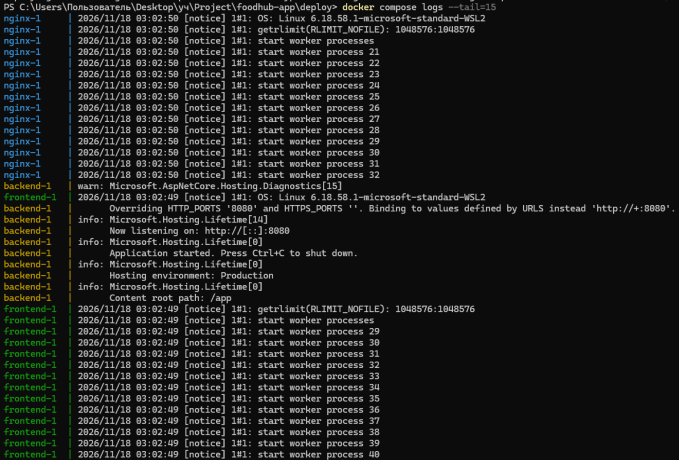 PS C:\Users\Пользователь\Desktop\уч\Project\foodhub-app\deploy> docker compose logs --tail=15
nginx-1 | 2026/11/18 03:02:50 [notice] 1#1: OS: Linux 6.18.58.1-microsoft-standard-WSL2
nginx-1 | 2026/11/18 03:02:50 [notice] 1#1: getrlimit(RLIMIT_NOFILE): 1048576:1048576
nginx-1 | 2026/11/18 03:02:50 [notice] 1#1: start worker processes
nginx-1 | 2026/11/18 03:02:50 [notice] 1#1: start worker process 21
nginx-1 | 2026/11/18 03:02:50 [notice] 1#1: start worker process 22
nginx-1 | 2026/11/18 03:02:50 [notice] 1#1: start worker process 23
nginx-1 | 2026/11/18 03:02:50 [notice] 1#1: start worker process 24
nginx-1 | 2026/11/18 03:02:50 [notice] 1#1: start worker process 25
nginx-1 | 2026/11/18 03:02:50 [notice] 1#1: start worker process 26
nginx-1 | 2026/11/18 03:02:50 [notice] 1#1: start worker process 27
nginx-1 | 2026/11/18 03:02:50 [notice] 1#1: start worker process 28
nginx-1 | 2026/11/18 03:02:50 [notice] 1#1: start worker process 29
nginx-1 | 2026/11/18 03:02:50 [notice] 1#1: start worker process 30
nginx-1 | 2026/11/18 03:02:50 [notice] 1#1: start worker process 31
nginx-1 | 2026/11/18 03:02:50 [notice] 1#1: start worker process 32
backend-1 | warn: Microsoft.AspNetCore.Hosting.Diagnostics[15]
frontend-1 | 2026/11/18 03:02:49 [notice] 1#1: OS: Linux 6.18.58.1-microsoft-standard-WSL2
backend-1 | Overriding HTTP_PORTS '8080' and HTTPS_PORTS ''. Binding to values defined by URLS instead 'http://+:8080'.
backend-1 | info: Microsoft.Hosting.Lifetime[14]
backend-1 | Now listening on: http://[::]:8080
backend-1 | info: Microsoft.Hosting.Lifetime[0]
backend-1 | Application started. Press Ctrl+C to shut down.
backend-1 | info: Microsoft.Hosting.Lifetime[0]
backend-1 | Hosting environment: Production
backend-1 | info: Microsoft.Hosting.Lifetime[0]
backend-1 | Content root path: /app
frontend-1 | 2026/11/18 03:02:49 [notice] 1#1: getrlimit(RLIMIT_NOFILE): 1048576:1048576
frontend-1 | 2026/11/18 03:02:49 [notice] 1#1: start worker processes
frontend-1 | 2026/11/18 03:02:49 [notice] 1#1: start worker process 29
frontend-1 | 2026/11/18 03:02:49 [notice] 1#1: start worker process 30
frontend-1 | 2026/11/18 03:02:49 [notice] 1#1: start worker process 31
frontend-1 | 2026/11/18 03:02:49 [notice] 1#1: start worker process 32
frontend-1 | 2026/11/18 03:02:49 [notice] 1#1: start worker process 33
frontend-1 | 2026/11/18 03:02:49 [notice] 1#1: start worker process 34
frontend-1 | 2026/11/18 03:02:49 [notice] 1#1: start worker process 35
frontend-1 | 2026/11/18 03:02:49 [notice] 1#1: start worker process 36
frontend-1 | 2026/11/18 03:02:49 [notice] 1#1: start worker process 37
frontend-1 | 2026/11/18 03:02:49 [notice] 1#1: start worker process 38
frontend-1 | 2026/11/18 03:02:49 [notice] 1#1: start worker process 39
frontend-1 | 2026/11/18 03:02:49 [notice] 1#1: start worker process 40